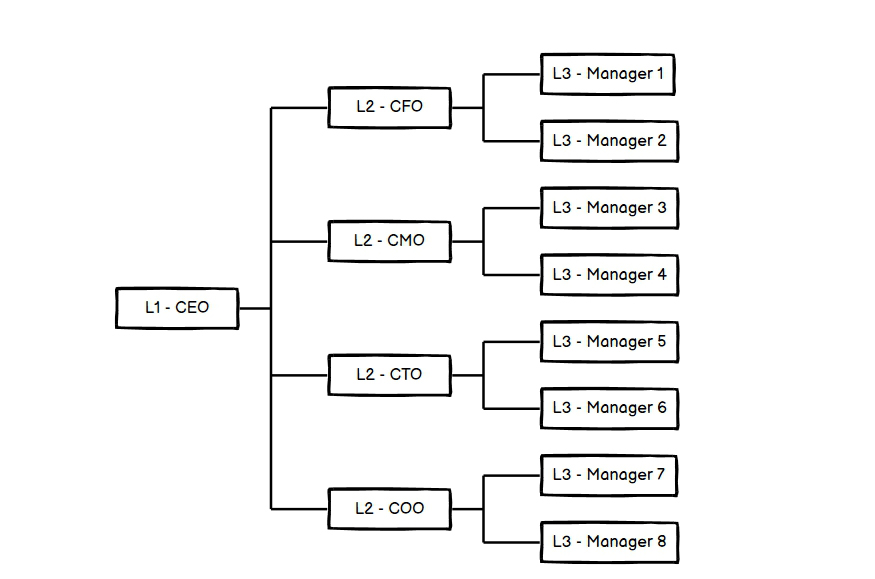 L1 - CEO
L2 - CFO
L3 - Manager 1
L3 - Manager 2
L2 - CMO
L3 - Manager 3
L3 - Manager 4
L2 - CTO
L3 - Manager 5
L3 - Manager 6
L2 - COO
L3 - Manager 7
L3 - Manager 8